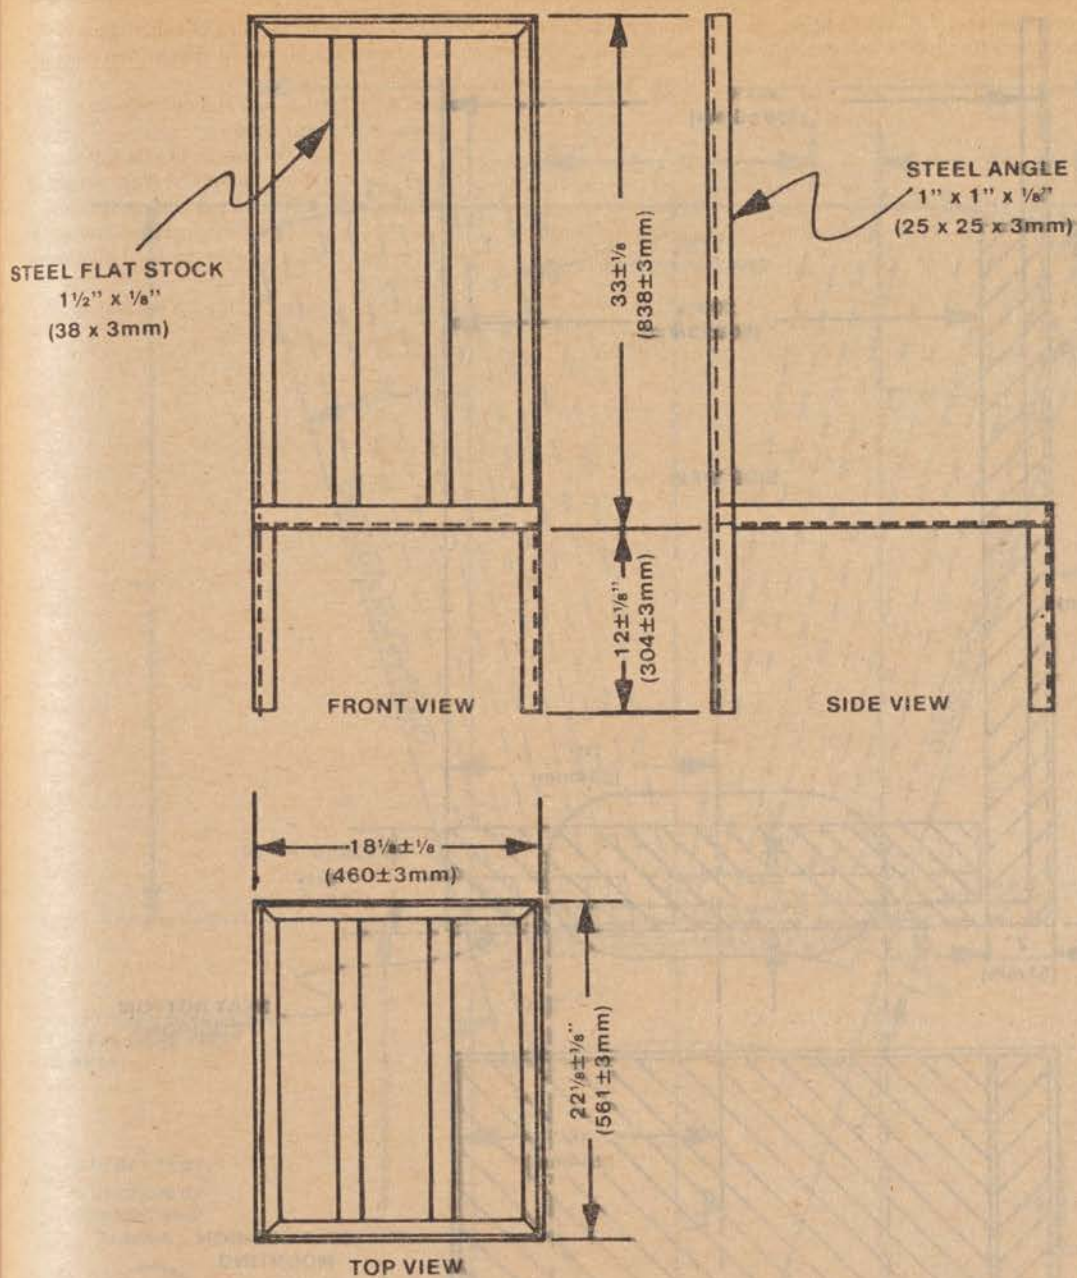 STEEL FLAT STOCK
1½" x ⅛"
(38 x 3mm)
STEEL ANGLE
1" x 1" x ⅛"
(25 x 25 x 3mm)
33±⅛
(838±3mm)
12±⅛"
(304±3mm)
FRONT VIEW
SIDE VIEW
18⅛±⅛
(460±3mm)
22⅛±⅛"
(561±3mm)
TOP VIEW